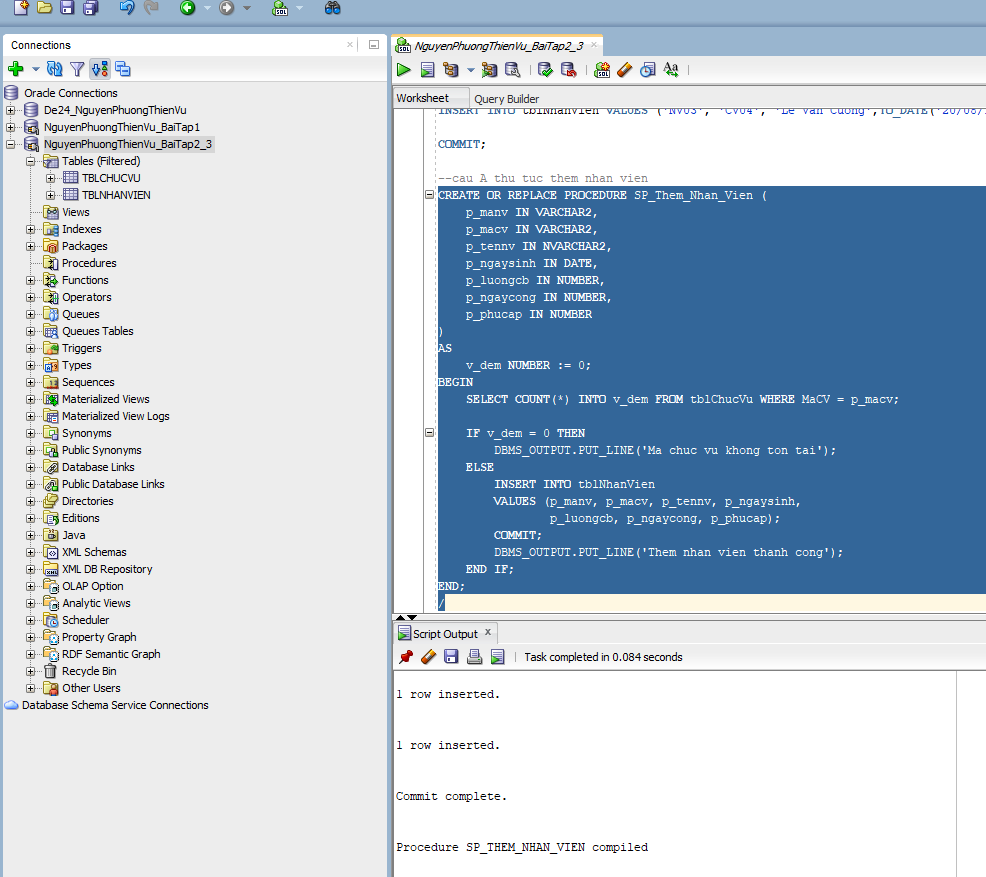 Connections
Oracle Connections
De24_NguyenPhuongThienVu
NguyenPhuongThienVu_BaiTap1
NguyenPhuongThienVu_BaiTap2_3
Tables (Filtered)
TBLCHUCVU
TBLNHANVIEN
Views
Indexes
Packages
Procedures
Functions
Operators
Queues
Queues Tables
Triggers
Types
Sequences
Materialized Views
Materialized View Logs
Synonyms
Public Synonyms
Database Links
Public Database Links
Directories
Editions
Java
XML Schemas
XML DB Repository
OLAP Option
Analytic Views
Scheduler
Property Graph
RDF Semantic Graph
Recycle Bin
Other Users
Database Schema Service Connections
NguyenPhuongThienVu_BaiTap2_3
Worksheet Query Builder
INSERT INTO tblNhanVien VALUES ('NV03', 'CV04', 'Le Van Cuong',TO_DATE('20/08/
COMMIT;
--cau A thu tuc them nhan vien
CREATE OR REPLACE PROCEDURE SP_Them_Nhan_Vien (
p_manv IN VARCHAR2,
p_macv IN VARCHAR2,
p_tennv IN NVARCHAR2,
p_ngaysinh IN DATE,
p_luongcb IN NUMBER,
p_ngaycong IN NUMBER,
p_phucap IN NUMBER
)
AS
v_dem NUMBER := 0;
BEGIN
SELECT COUNT(*) INTO v_dem FROM tblChucVu WHERE MaCV = p_macv;
IF v_dem = 0 THEN
DBMS_OUTPUT.PUT_LINE('Ma chuc vu khong ton tai');
ELSE
INSERT INTO tblNhanVien
VALUES (p_manv, p_macv, p_tennv, p_ngaysinh,
p_luongcb, p_ngaycong, p_phucap);
COMMIT;
DBMS_OUTPUT.PUT_LINE('Them nhan vien thanh cong');
END IF;
END;
/
Script Output
Task completed in 0.084 seconds
1 row inserted.
1 row inserted.
Commit complete.
Procedure SP_THEM_NHAN_VIEN compiled